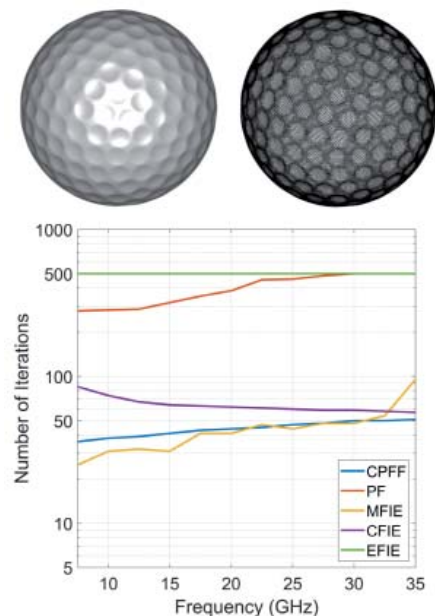 1000
500
100
50
10
5
Number of Iterations
CPFF
PF
MFIE
CFIE
EFIE
10 15 20 25 30 35
Frequency (GHz)